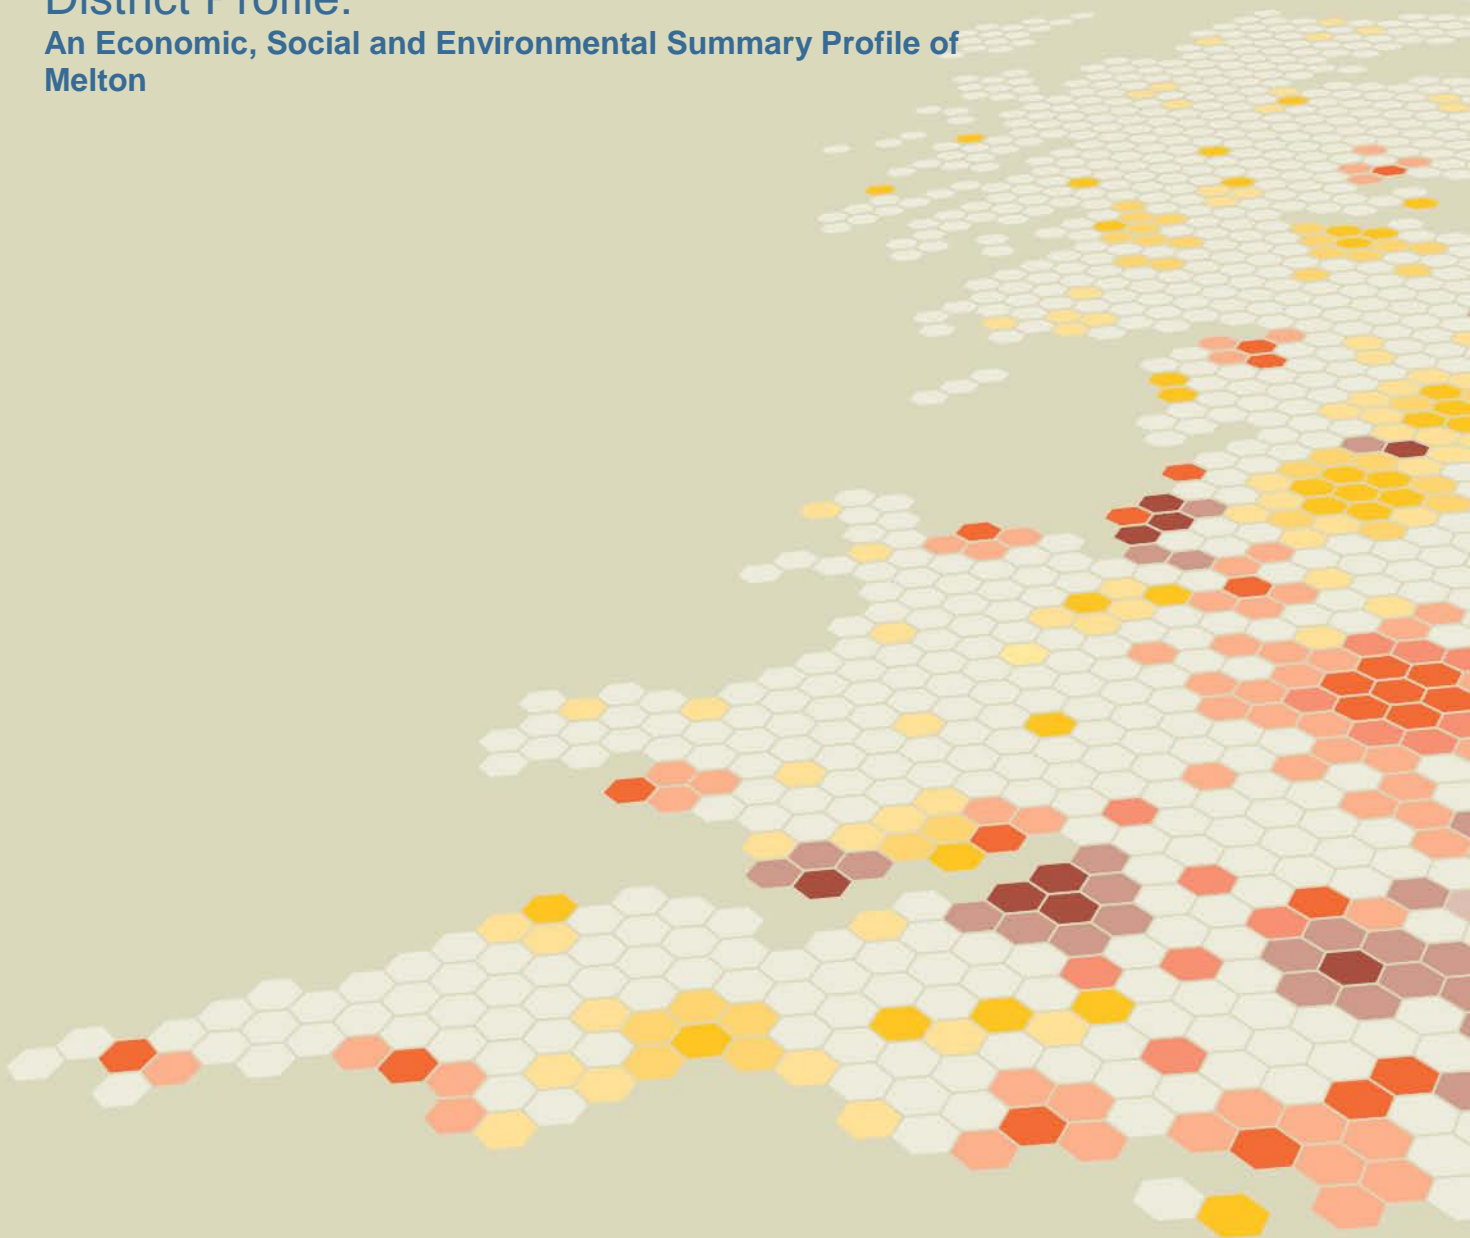 District Profile:
An Economic, Social and Environmental Summary Profile of
Melton